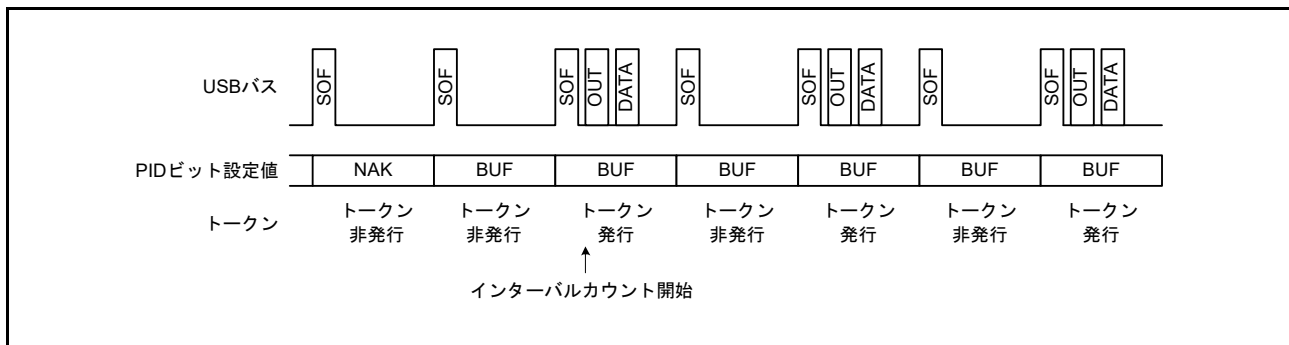 USBバス
SOF
SOF
SOF
OUT
DATA
SOF
SOF
OUT
DATA
SOF
SOF
OUT
DATA
PIDビット設定値
NAK
BUF
BUF
BUF
BUF
BUF
BUF
トークン
トークン
非発行
トークン
非発行
トークン
発行
トークン
非発行
トークン
発行
トークン
非発行
トークン
発行
インターバルカウント開始